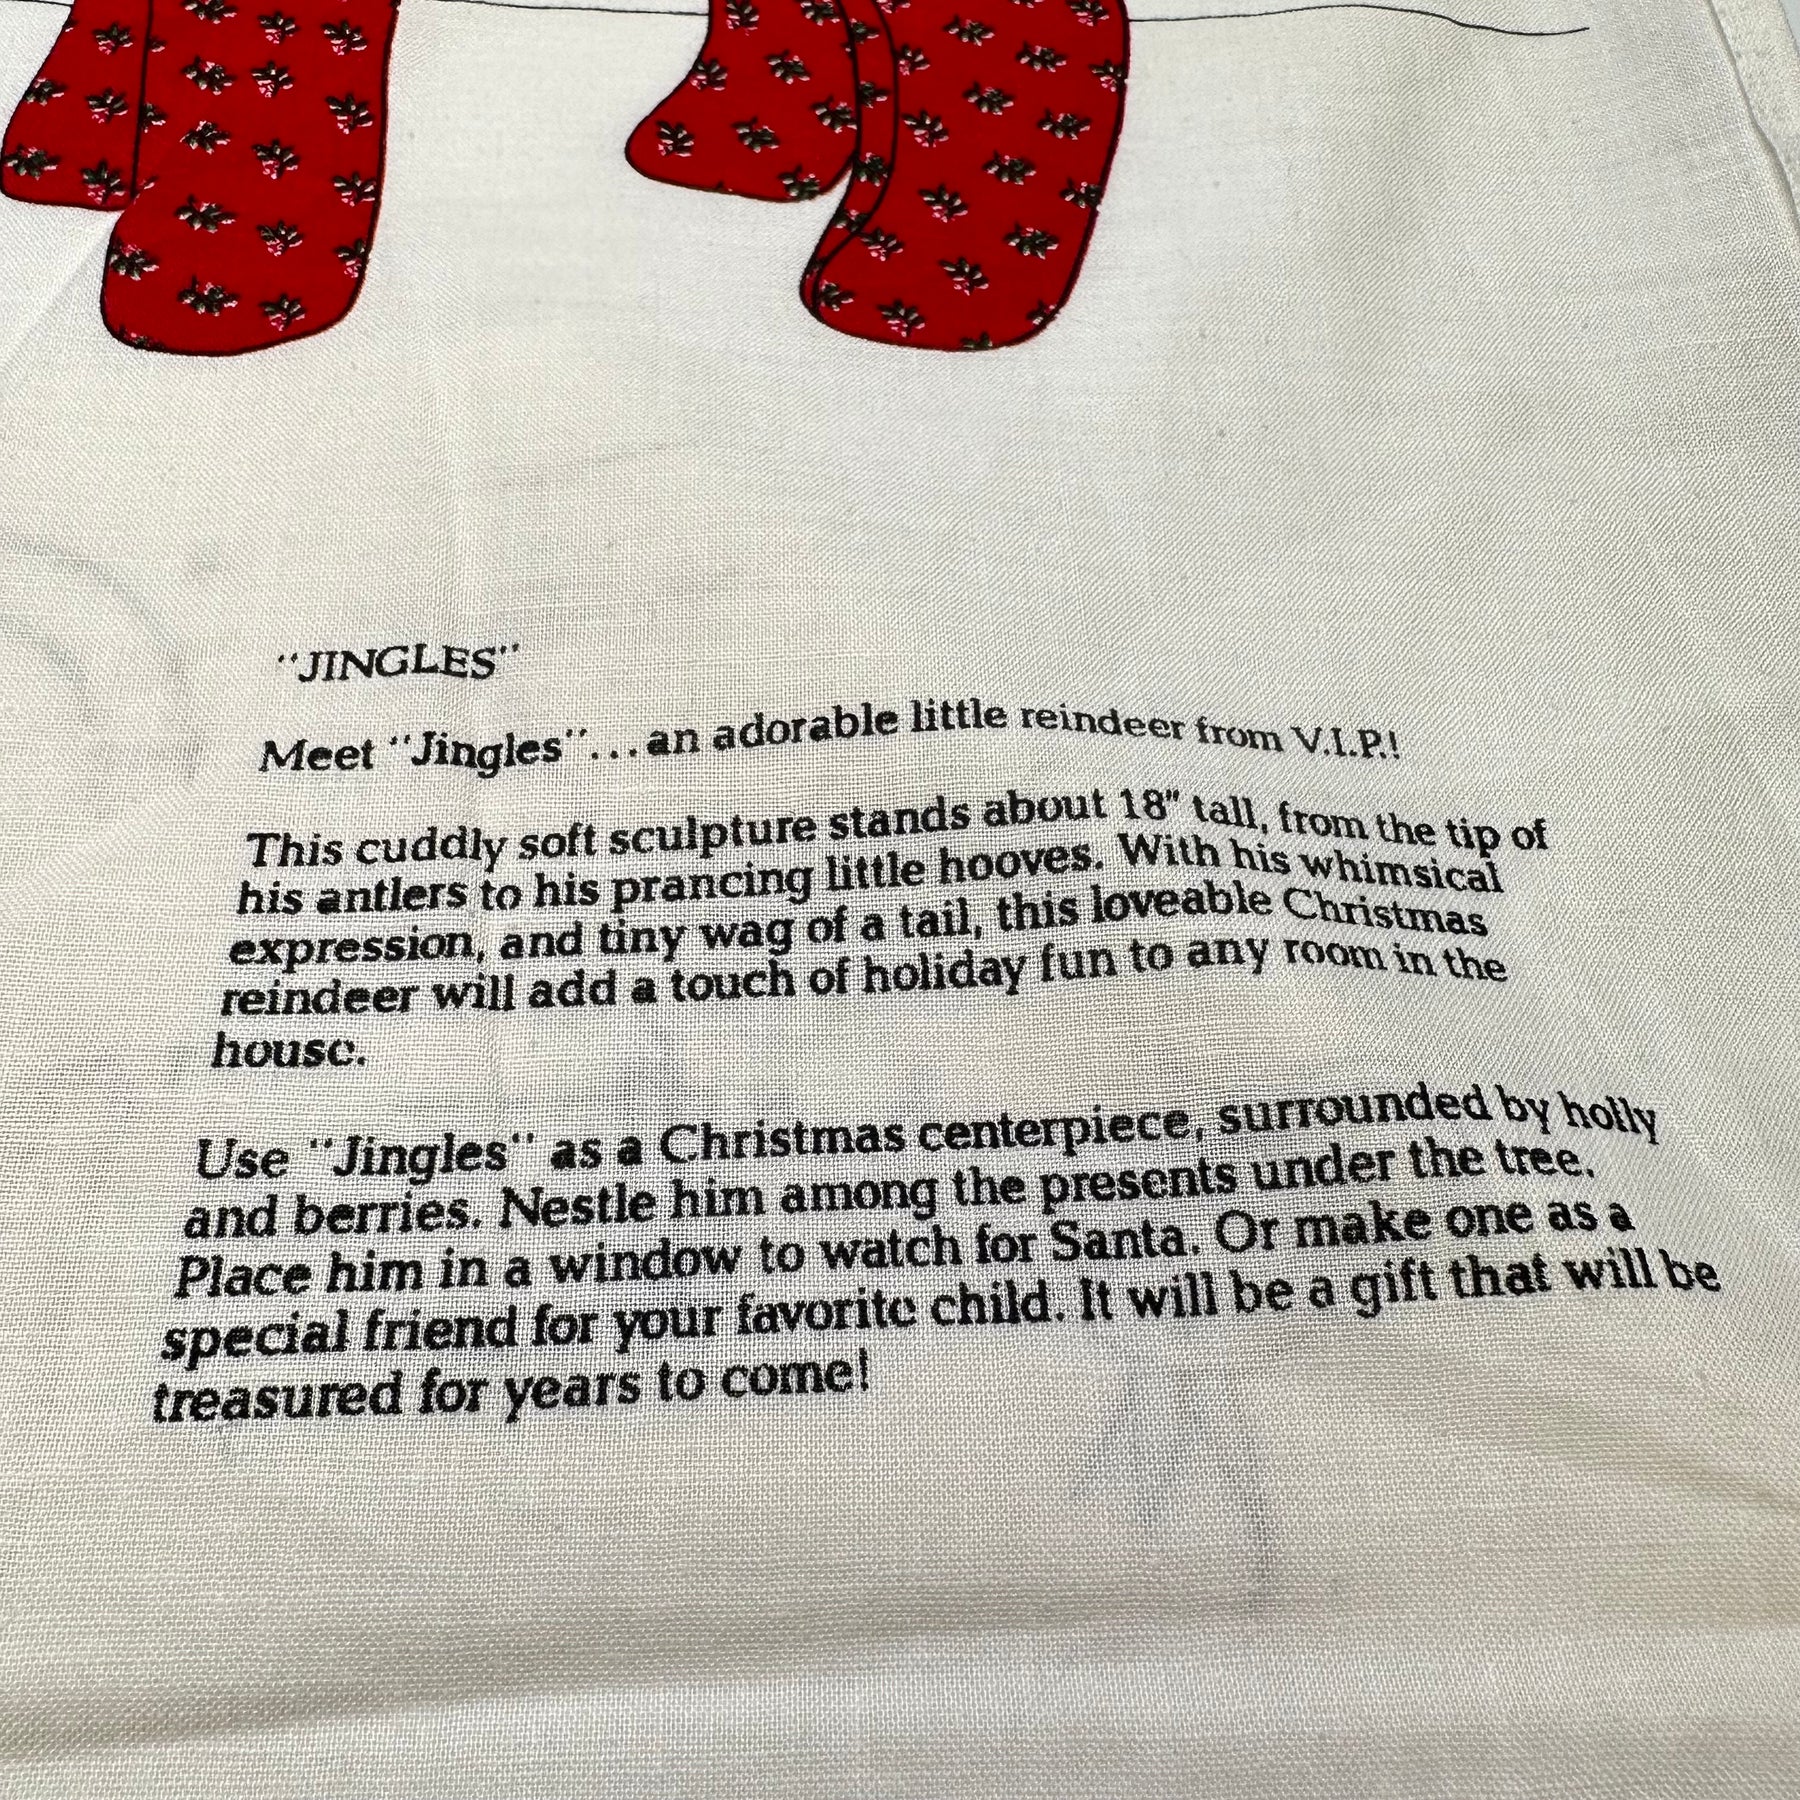 "JINGLES"
Meet "Jingles"...an adorable little reindeer from V.I.P.!
This cuddly soft sculpture stands about 18" tall, from the tip of
his antlers to his prancing little hooves. With his whimsical
expression, and tiny wag of a tail, this loveable Christmas
reindeer will add a touch of holiday fun to any room in the
house.
Use "Jingles" as a Christmas centerpiece, surrounded by holly
and berries. Nestle him among the presents under the tree.
Place him in a window to watch for Santa. Or make one as a
special friend for your favorite child. It will be a gift that will be
treasured for years to come!